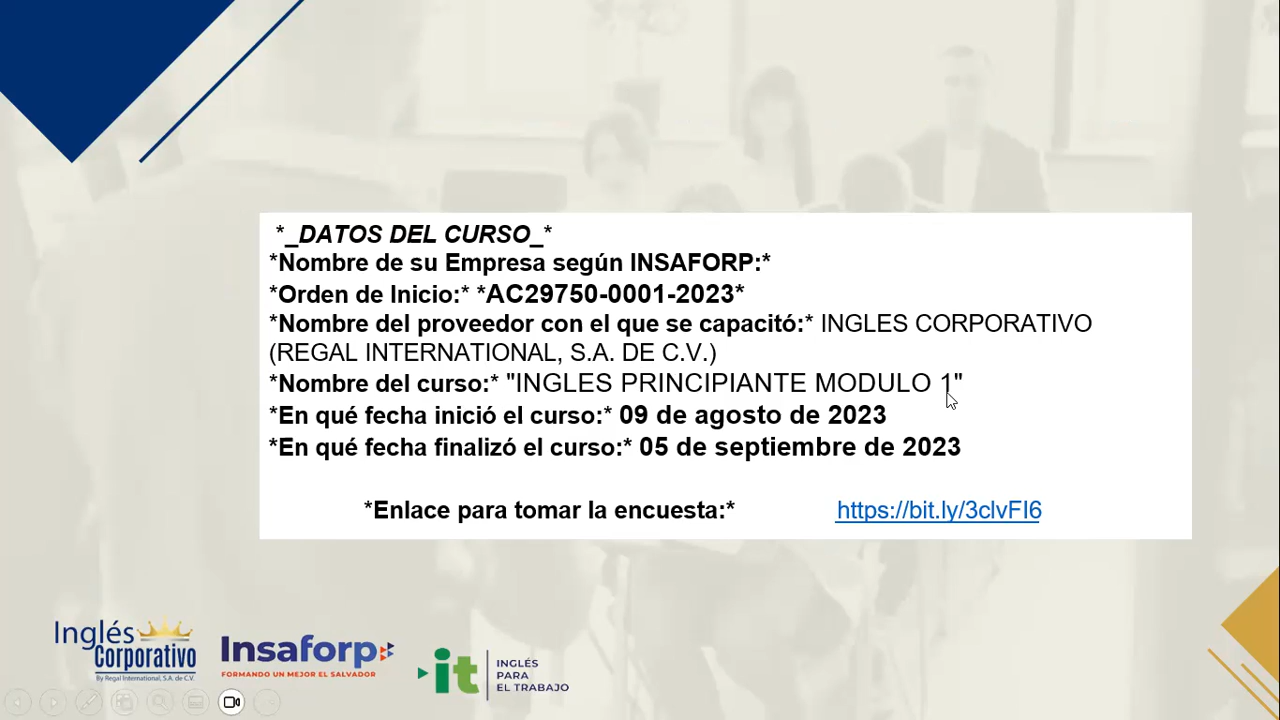 *_DATOS DEL CURSO_*
*Nombre de su Empresa según INSAFORP:*
*Orden de Inicio:* *AC29750-0001-2023*
*Nombre del proveedor con el que se capacitó:* INGLES CORPORATIVO
(REGAL INTERNATIONAL, S.A. DE C.V.)
*Nombre del curso:* "INGLES PRINCIPIANTE MODULO 1"
*En qué fecha inició el curso:* 09 de agosto de 2023
*En qué fecha finalizó el curso:* 05 de septiembre de 2023
*Enlace para tomar la encuesta:* https://bit.ly/3clvFI6
Inglés
Corporativo
By Regal International, S.A. de C.V.
Insaforp
FORMANDO UN MEJOR EL SALVADOR
it
INGLÉS
PARA
EL TRABAJO